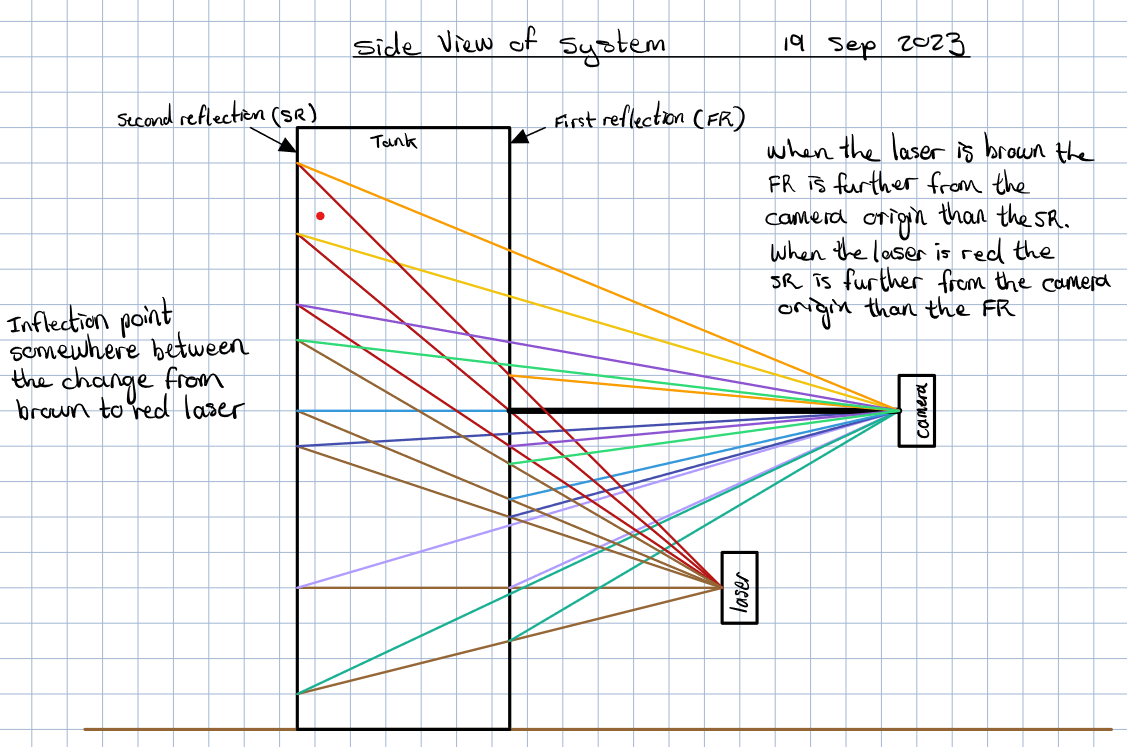 Side View of System 19 Sep 2023
Second reflection (SR)
First reflection (FR)
Tank
when the laser is brown the
FR is further from the
camera origin than the SR.
When the laser is red the
SR is further from the camera
origin than the FR
Inflection point
somewhere between
the change from
brown to red laser
camera
laser